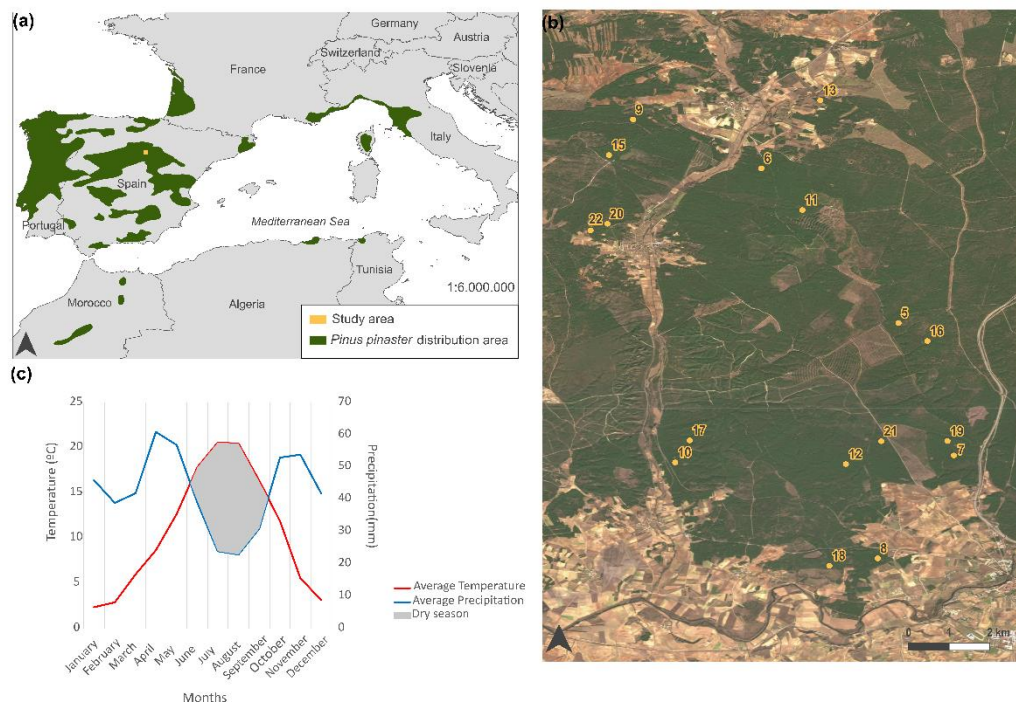 (a)
Germany
Austria
Switzerland
Slovenia
France
Italy
Spain
Portugal
Mediterranean Sea
Tunisia
Morocco
Algeria
1:6.000.000
Study area
Pinus pinaster distribution area
(b)
13
9
15
6
11
22
20
5
16
17
10
21
19
12
7
18
8
0 1 2 km
(c)
25
20
15
10
5
0
Temperature (ºC)
70
60
50
40
30
20
10
0
Precipitation(mm)
January
February
March
April
May
June
July
August
September
October
November
December
Months
Average Temperature
Average Precipitation
Dry season